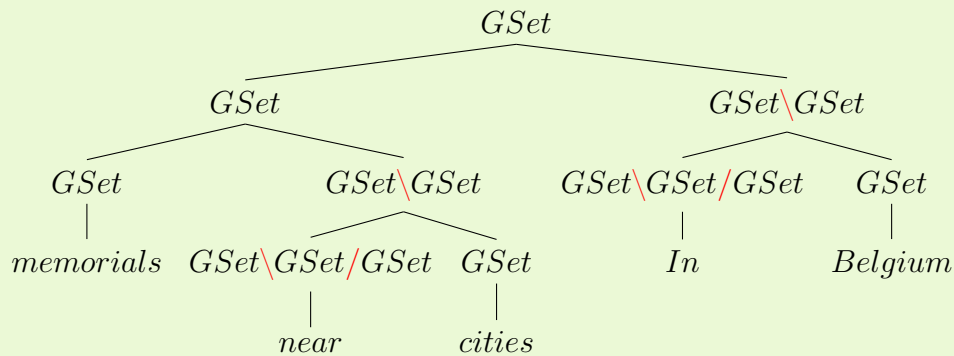 GSet
GSet GSet\GSet
GSet GSet\GSet GSet\GSet/GSet GSet
memorials GSet\GSet/GSet GSet In Belgium
near cities